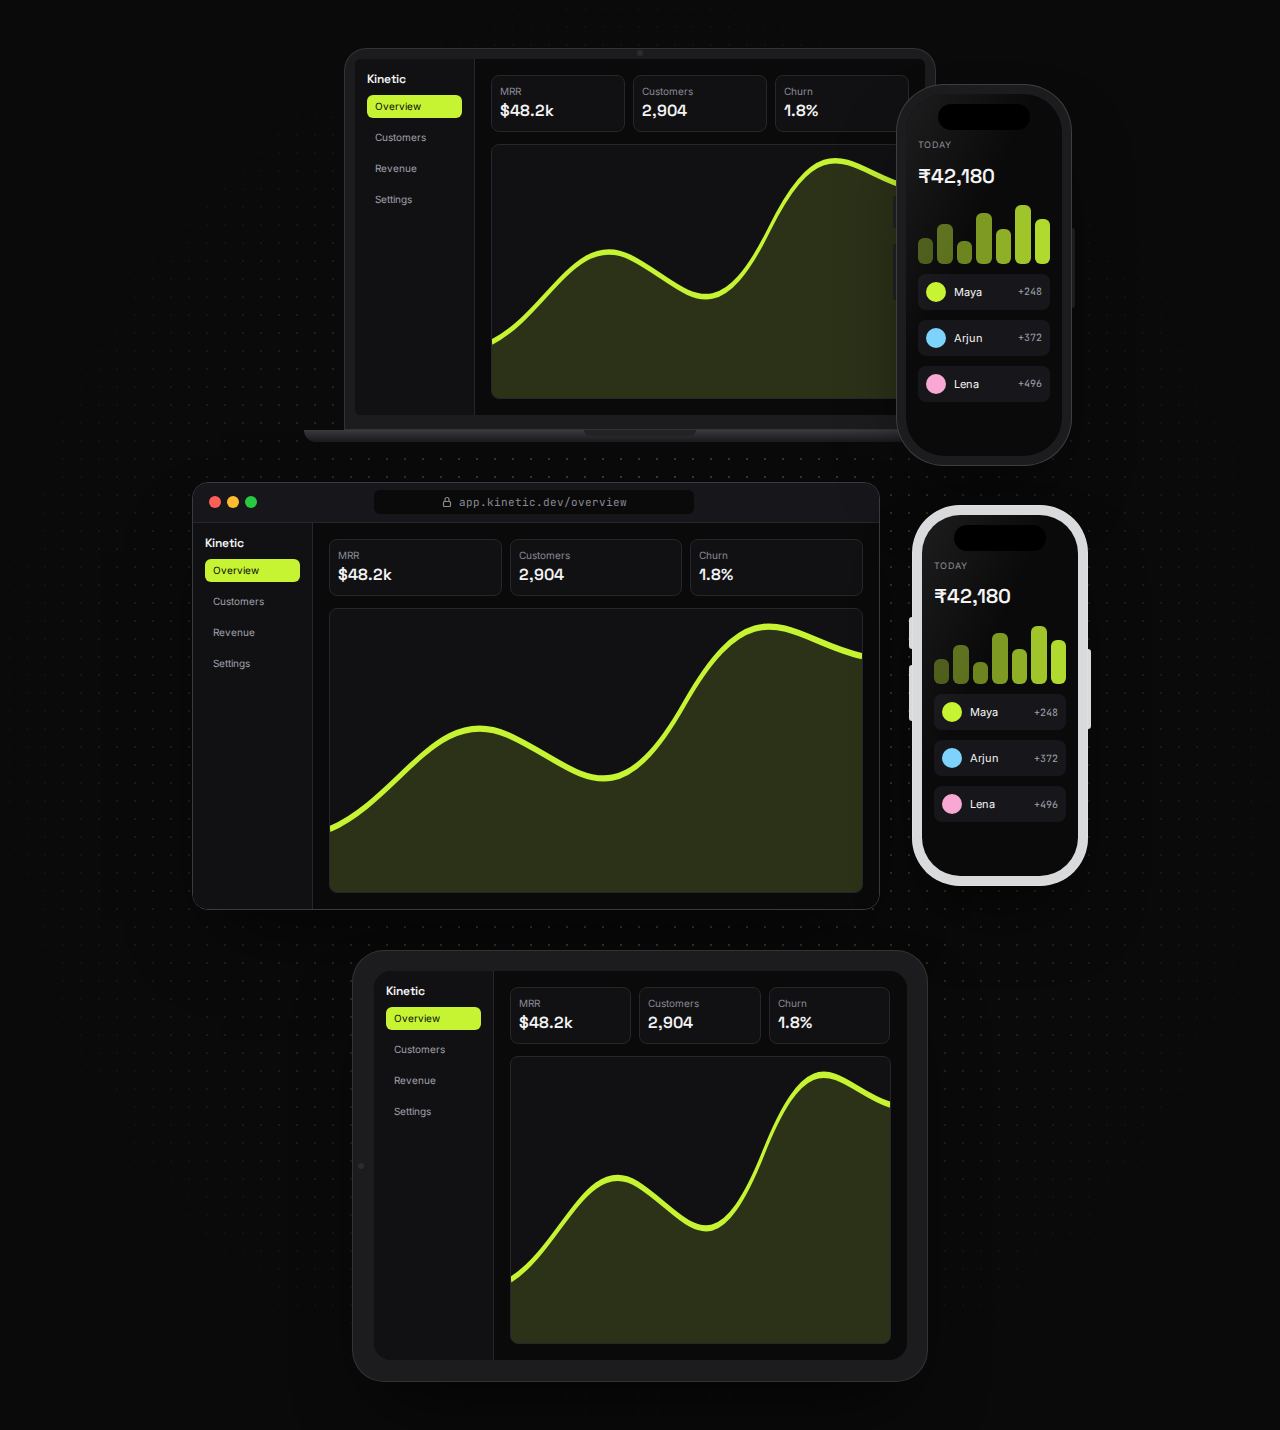 Kinetic
Overview
Customers
Revenue
Settings
MRR
$48.2k
Customers
2,904
Churn
1.8%
TODAY
₹42,180
Maya +248
Arjun +372
Lena +496
app.kinetic.dev/overview
Kinetic
Overview
Customers
Revenue
Settings
MRR
$48.2k
Customers
2,904
Churn
1.8%
TODAY
₹42,180
Maya +248
Arjun +372
Lena +496
Kinetic
Overview
Customers
Revenue
Settings
MRR
$48.2k
Customers
2,904
Churn
1.8%